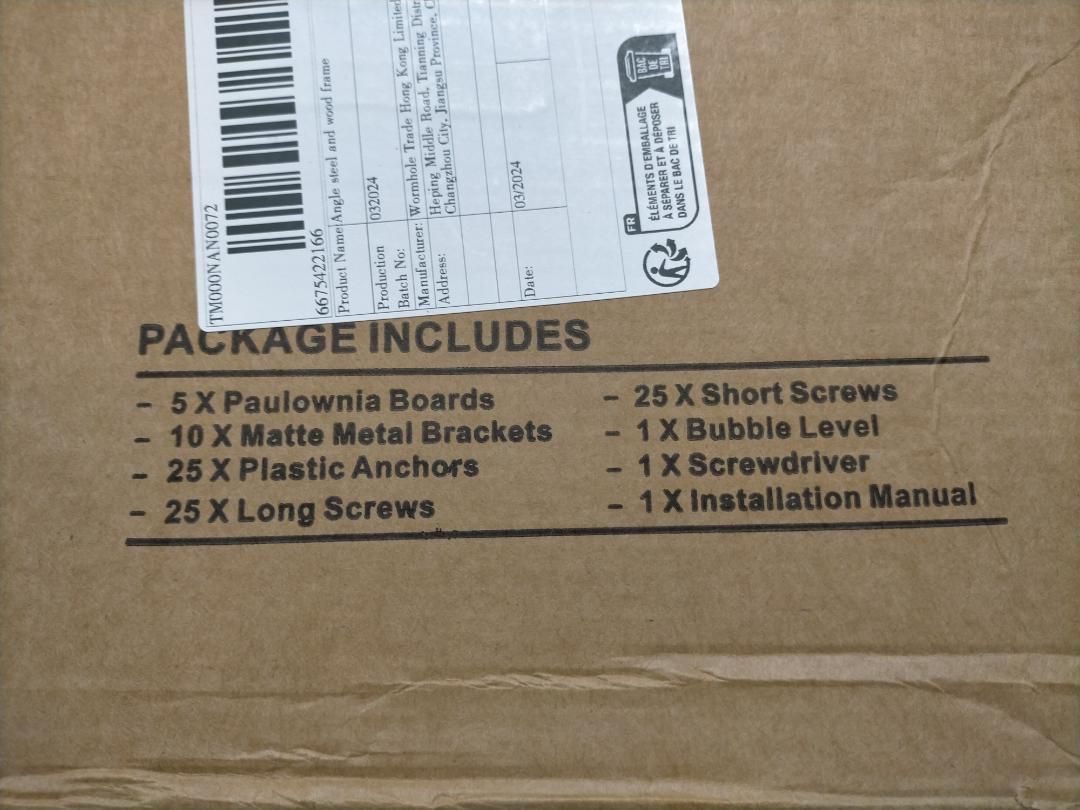 TM000NAN0072
6675422166
Product Name Angle steel and wood frame
Production 032024
Batch No:
Manufacturer: Wormhole Trade Hong Kong Limited
Address: Heping Middle Road, Tianning
Changzhou City, Jiangsu Province,
Date: 03/2024
FR
ÉLÉMENTS D'EMBALLAGE
À SÉPARER ET À DÉPOSER
DANS LE BAC DE TRI
BAC
DE
TRI
PACKAGE INCLUDES
- 5 X Paulownia Boards
- 10 X Matte Metal Brackets
- 25 X Plastic Anchors
- 25 X Long Screws
- 25 X Short Screws
- 1 X Bubble Level
- 1 X Screwdriver
- 1 X Installation Manual